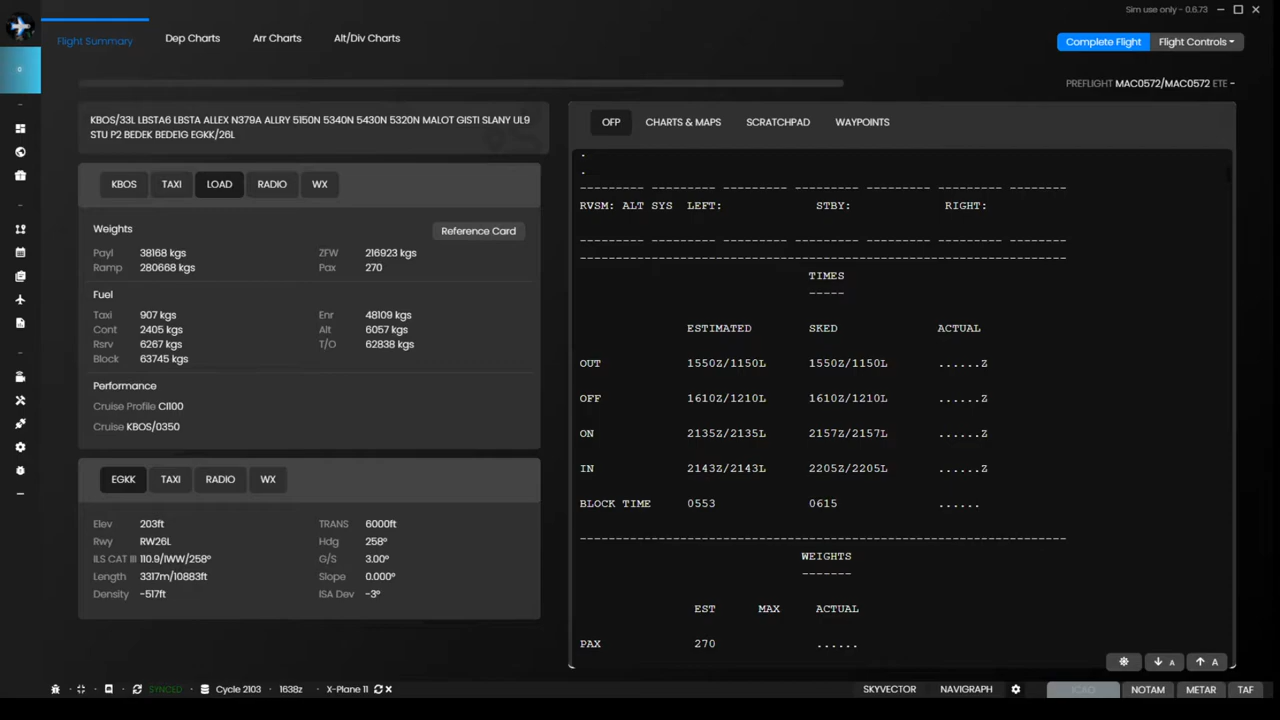 Sim use only - 0.6.73
Flight Summary
Dep Charts
Arr Charts
Alt/Div Charts
Complete Flight
Flight Controls
PREFLIGHT MAC0572/MAC0572 ETE -
KBOS/33L LBSTA6 LBSTA ALLEX N379A ALLRY 5150N 5340N 5430N 5320N MALOT GISTI SLANY UL9
STU P2 BEDEK BEDEIG EGKK/26L
KBOS TAXI LOAD RADIO WX
Weights
Reference Card
Payl 38168 kgs ZFW 216923 kgs
Ramp 280668 kgs Pax 270
Fuel
Taxi 907 kgs Enr 48109 kgs
Cont 2405 kgs Alt 6057 kgs
Rsrv 6267 kgs T/O 62838 kgs
Block 63745 kgs
Performance
Cruise Profile CI100
Cruise KBOS/0350
EGKK TAXI RADIO WX
Elev 203ft TRANS 6000ft
Rwy RW26L Hdg 258°
ILS CAT III 110.9/IWW/258° G/S 3.00°
Length 3317m/10883ft Slope 0.000°
Density -517ft ISA Dev -3°
OFP CHARTS & MAPS SCRATCHPAD WAYPOINTS
.
.
--------- --------- --------- --------- --------- -------- --------
RVSM: ALT SYS LEFT: STBY: RIGHT:
--------- --------- --------- --------- --------- -------- --------
--------------------------------------------------------------------
TIMES
-----
ESTIMATED SKED ACTUAL
OUT 1550Z/1150L 1550Z/1150L ......Z
OFF 1610Z/1210L 1610Z/1210L ......Z
ON 2135Z/2135L 2157Z/2157L ......Z
IN 2143Z/2143L 2205Z/2205L ......Z
BLOCK TIME 0553 0615 ......
--------------------------------------------------------------------
WEIGHTS
-------
EST MAX ACTUAL
PAX 270 ......
A A
SYNCED Cycle 2103 1638z X-Plane 11
SKYVECTOR NAVIGRAPH ICAO NOTAM METAR TAF